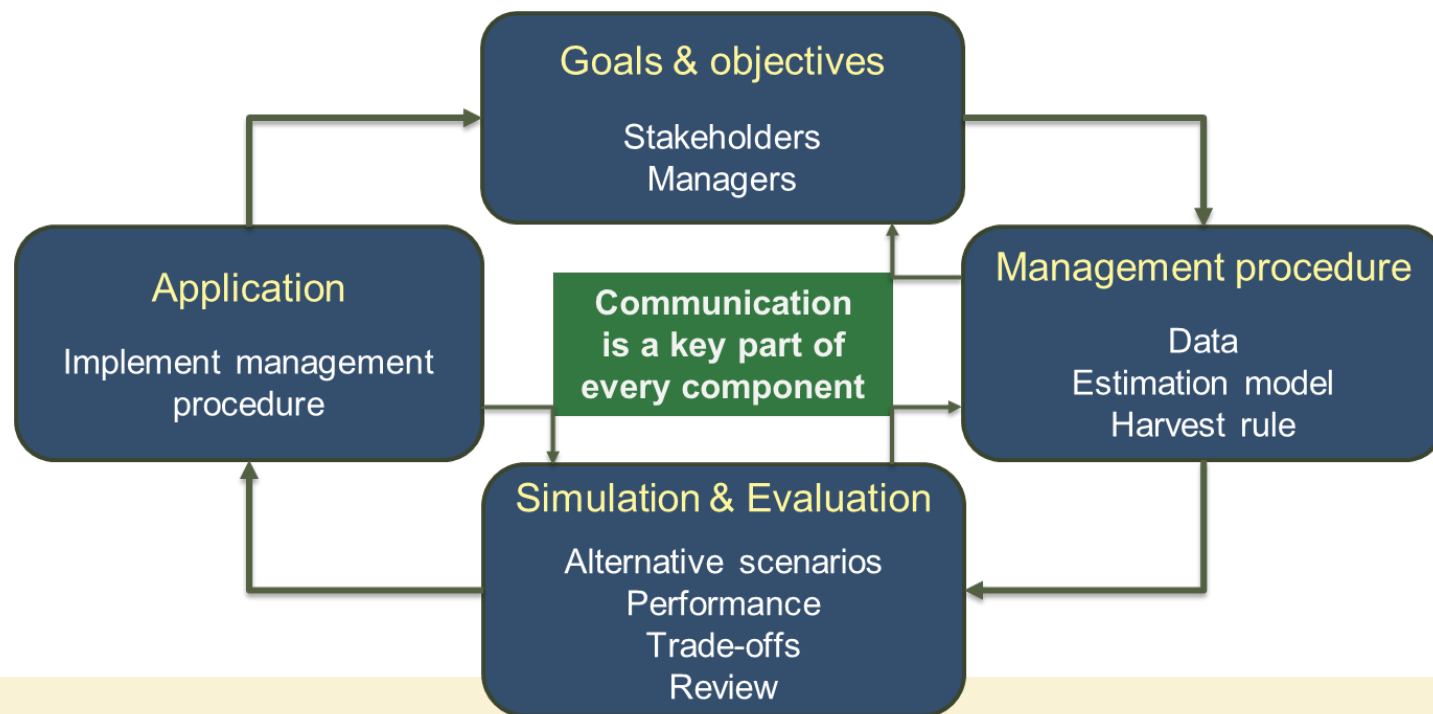 Goals & objectives
Stakeholders
Managers
Application
Implement management
procedure
Communication
is a key part of
every component
Management procedure
Data
Estimation model
Harvest rule
Simulation & Evaluation
Alternative scenarios
Performance
Trade-offs
Review